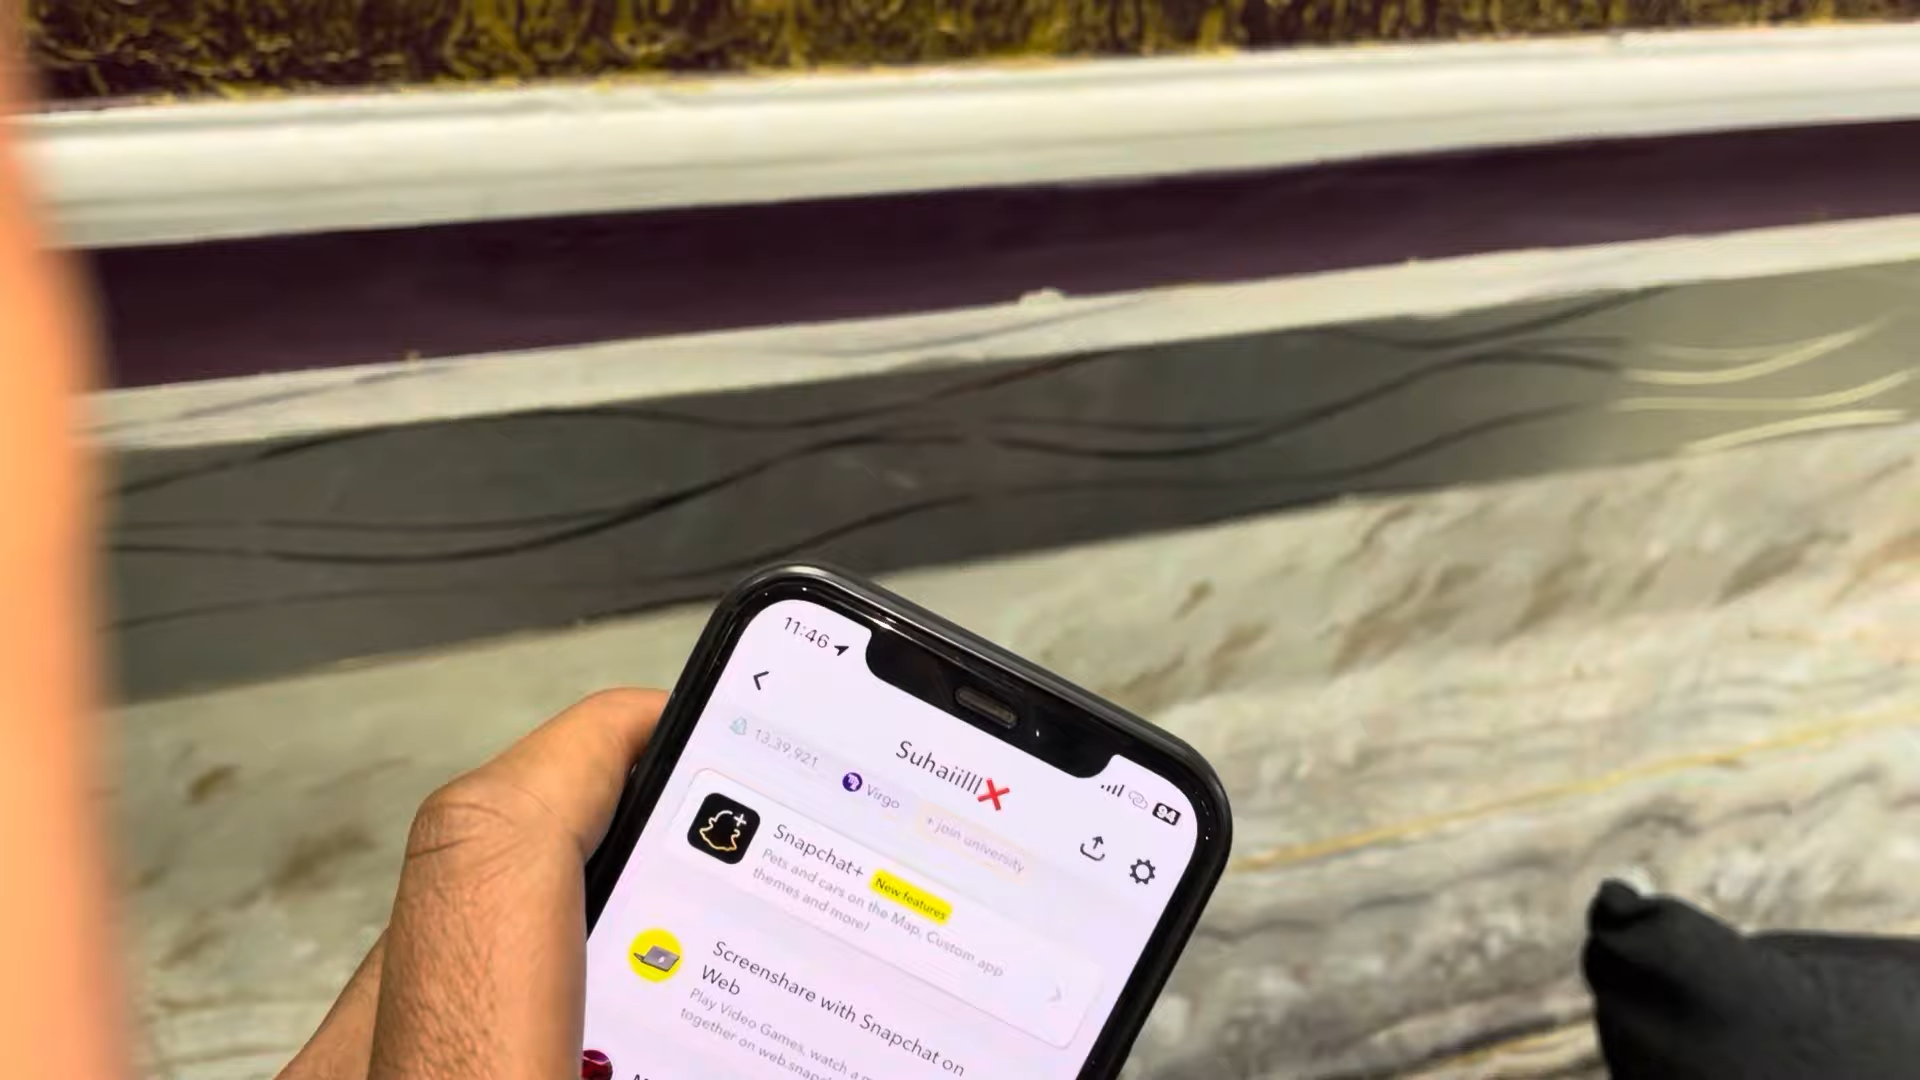 11:46
94
Suhaiilll❌
13,39,921
Virgo
+ join university
Snapchat+ New features
Pets and cars on the Map, Custom app
themes and more!
Screenshare with Snapchat on
Web
Play Video Games, watch a
together on web.snap